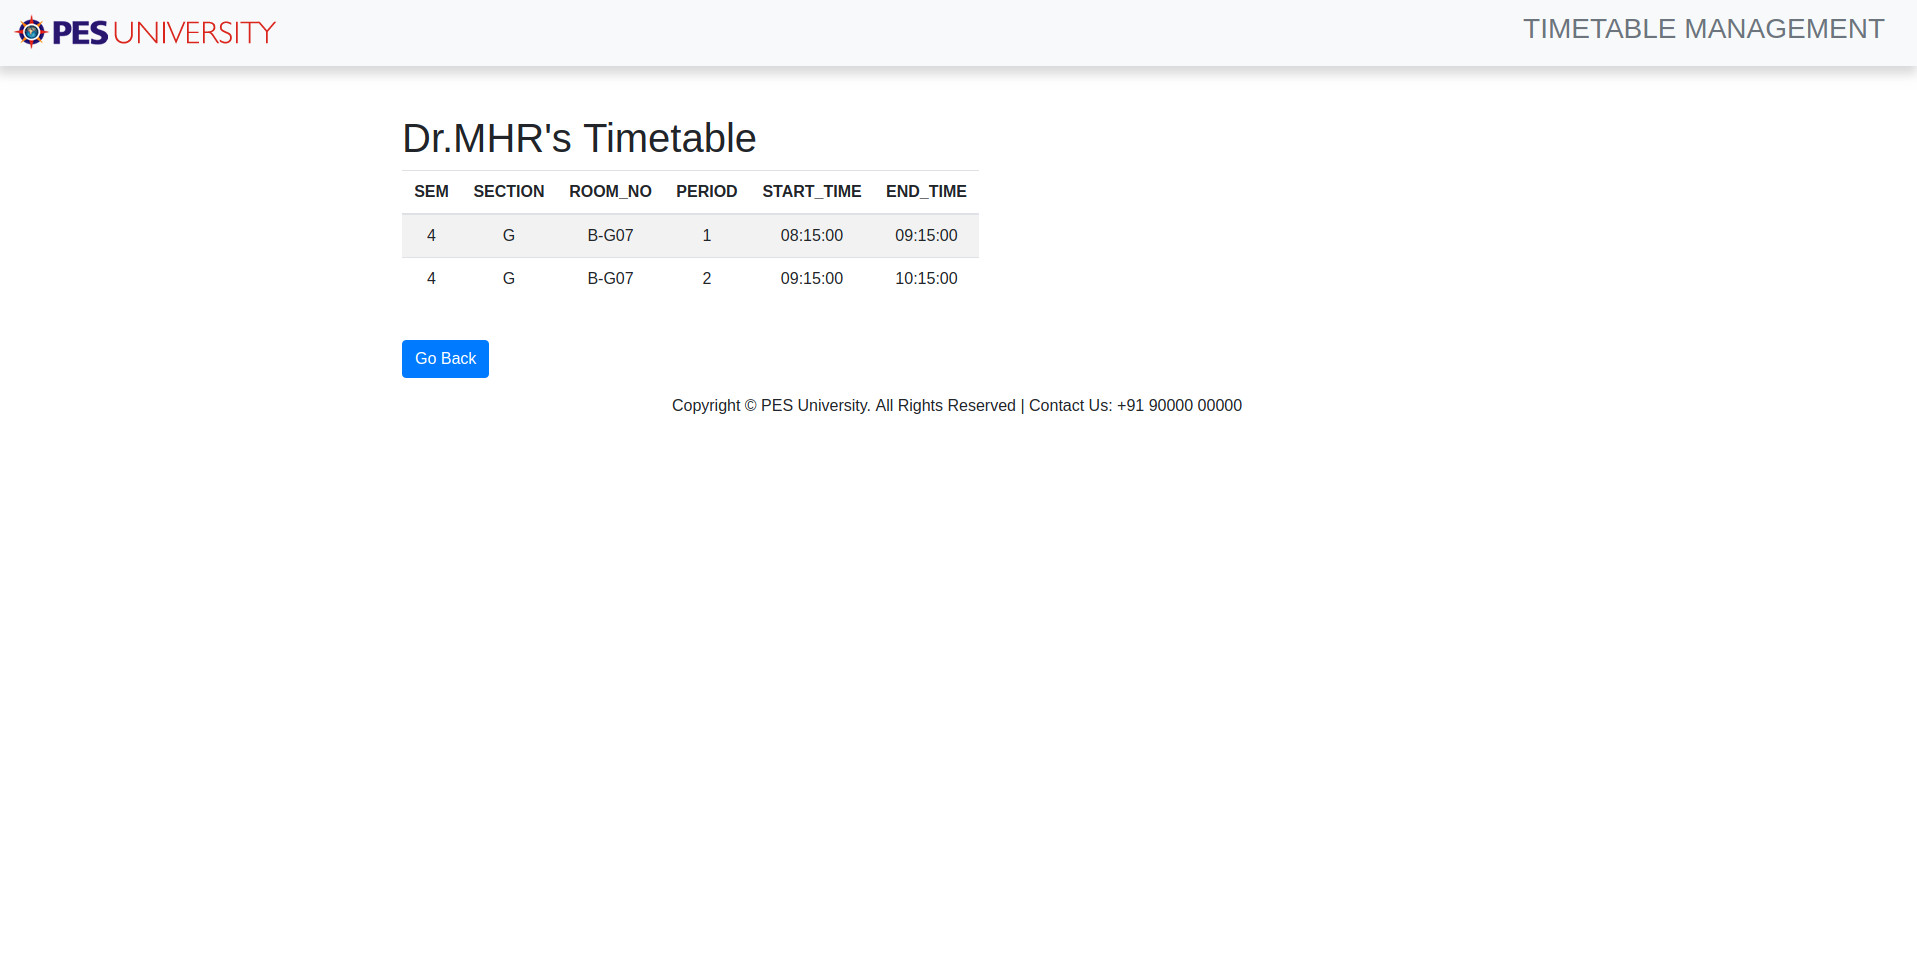 PES UNIVERSITY
TIMETABLE MANAGEMENT
Dr.MHR's Timetable
SEM SECTION ROOM_NO PERIOD START_TIME END_TIME
4 G B-G07 1 08:15:00 09:15:00
4 G B-G07 2 09:15:00 10:15:00
Go Back
Copyright © PES University. All Rights Reserved | Contact Us: +91 90000 00000